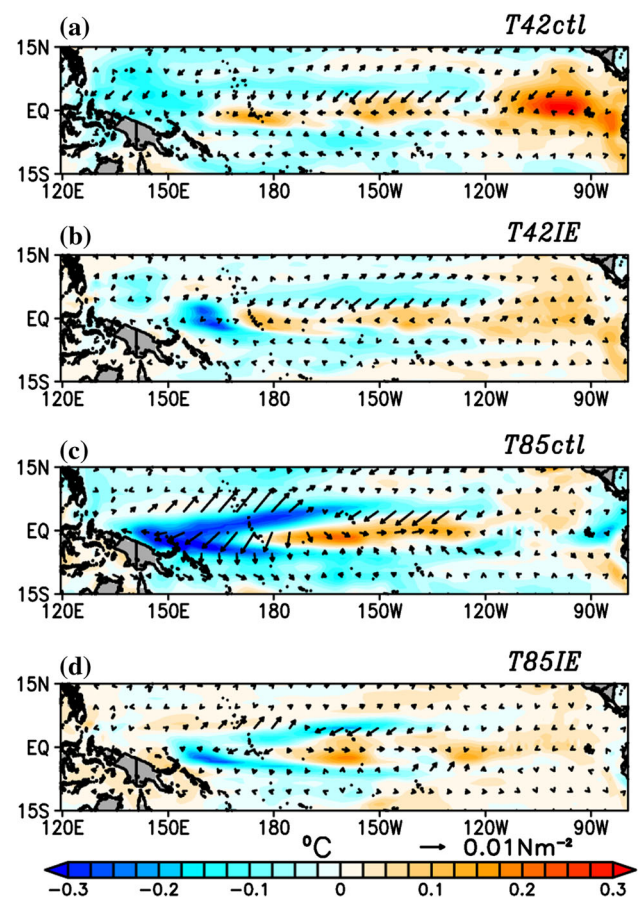 (a) T42ctl
15N
EQ
15S
120E 150E 180 150W 120W 90W
(b) T42IE
15N
EQ
15S
120E 150E 180 150W 120W 90W
(c) T85ctl
15N
EQ
15S
120E 150E 180 150W 120W 90W
(d) T85IE
15N
EQ
15S
120E 150E 180 150W 120W 90W
°C 0.01Nm⁻²
−0.3 −0.2 −0.1 0 0.1 0.2 0.3